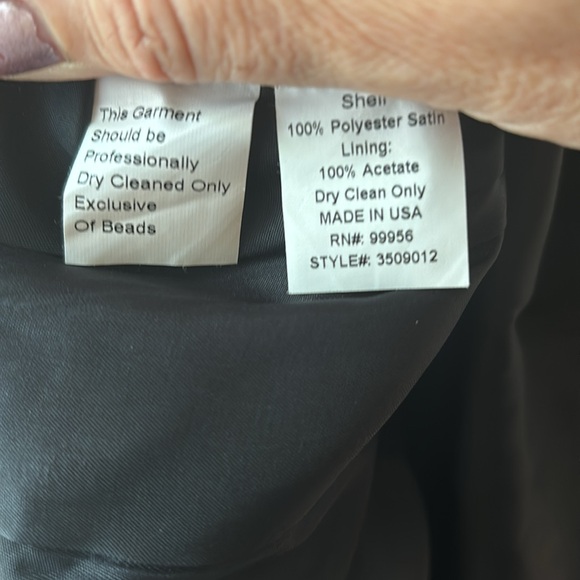 This Garment
Should be
Professionally
Dry Cleaned Only
Exclusive
Of Beads
Shell
100% Polyester Satin
Lining:
100% Acetate
Dry Clean Only
MADE IN USA
RN#: 99956
STYLE#: 3509012